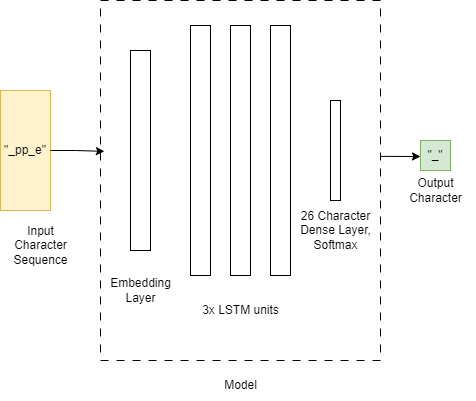 "_pp_e"
Input
Character
Sequence
Embedding
Layer
3x LSTM units
26 Character
Dense Layer,
Softmax
"_"
Output
Character
Model